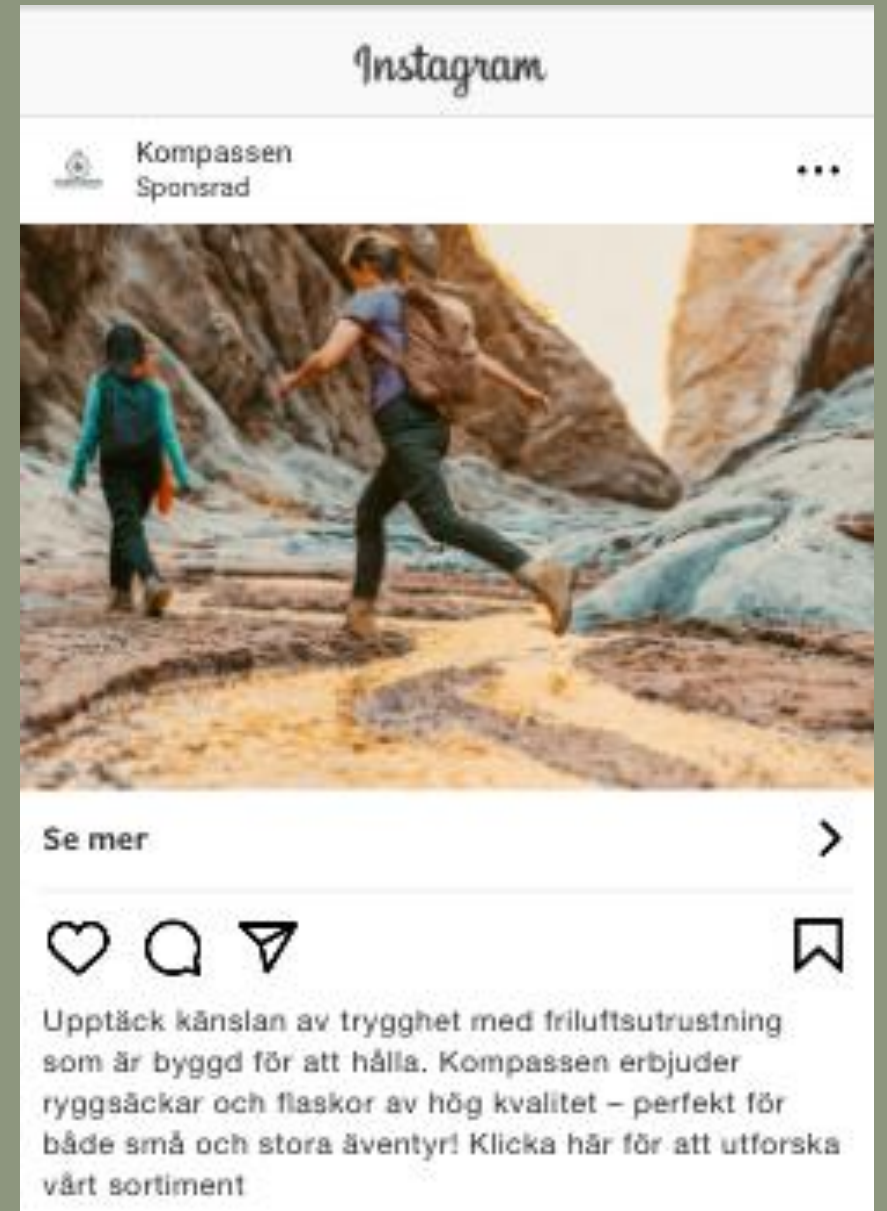 Instagram
Kompassen
Sponsrad
Se mer
Upptäck känslan av trygghet med friluftsutrustning
som är byggd för att hålla. Kompassen erbjuder
ryggsäckar och flaskor av hög kvalitet – perfekt för
både små och stora äventyr! Klicka här för att utforska
vårt sortiment